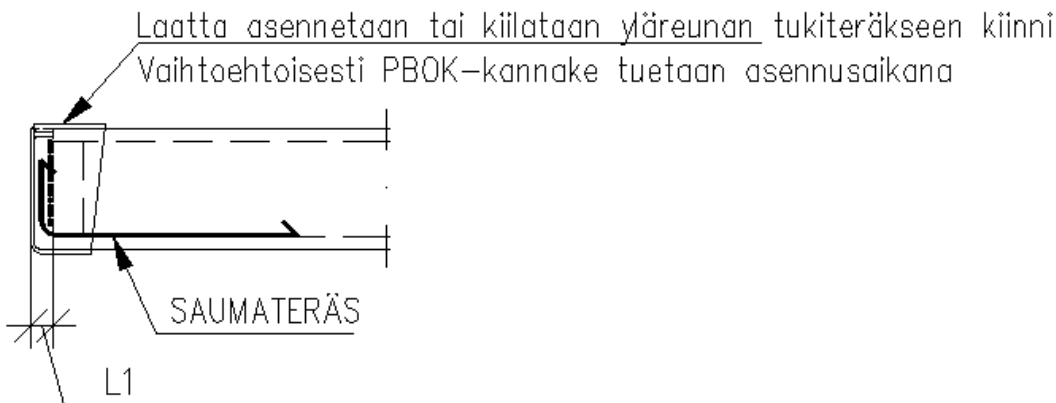 Laatta asennetaan tai kiilataan yläreunan tukiteräkseen kiinni
Vaihtoehtoisesti PBOK-kannake tuetaan asennusaikana
SAUMATERÄS
L1